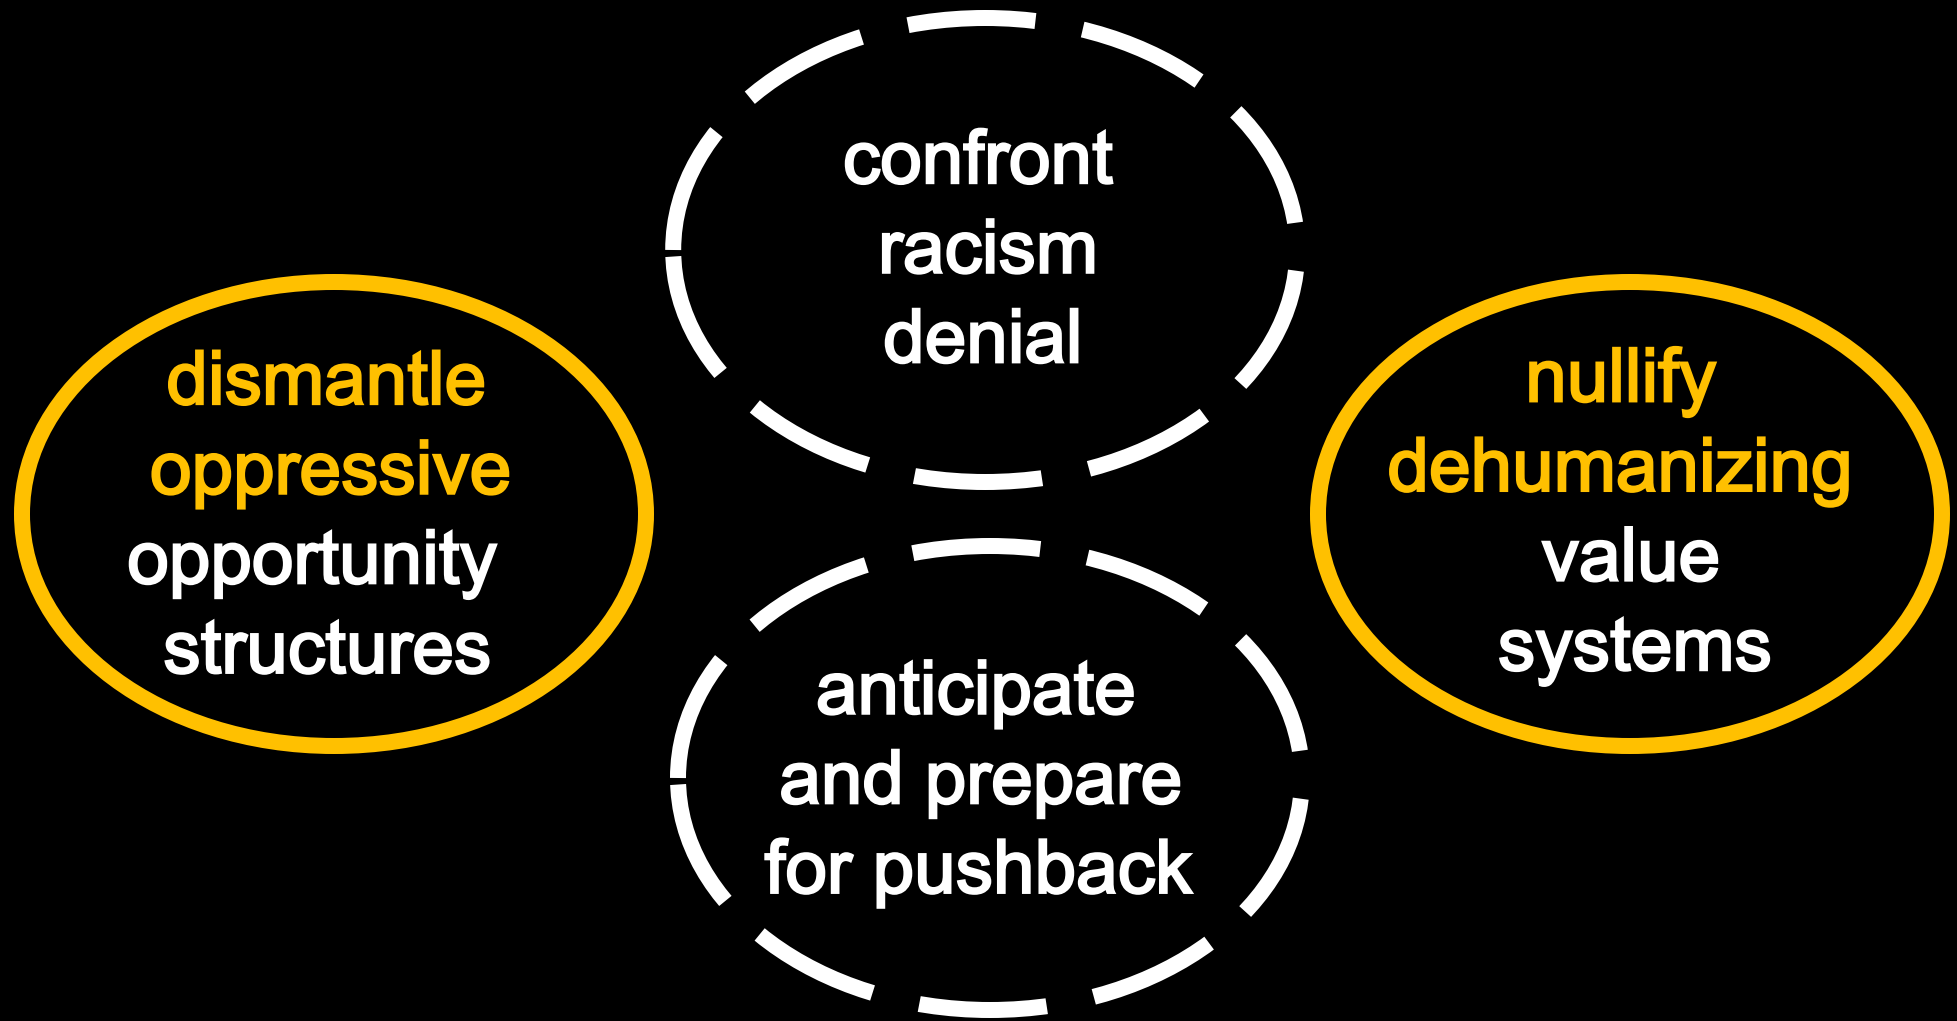 confront
racism
denial
dismantle
oppressive
opportunity
structures
nullify
dehumanizing
value
systems
anticipate
and prepare
for pushback